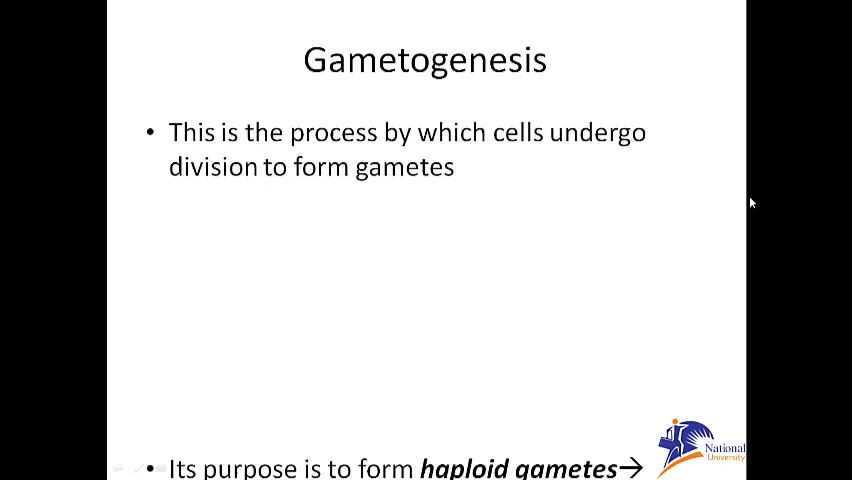 Gametogenesis
• This is the process by which cells undergo
division to form gametes
• Its purpose is to form haploid gametes→
National
University